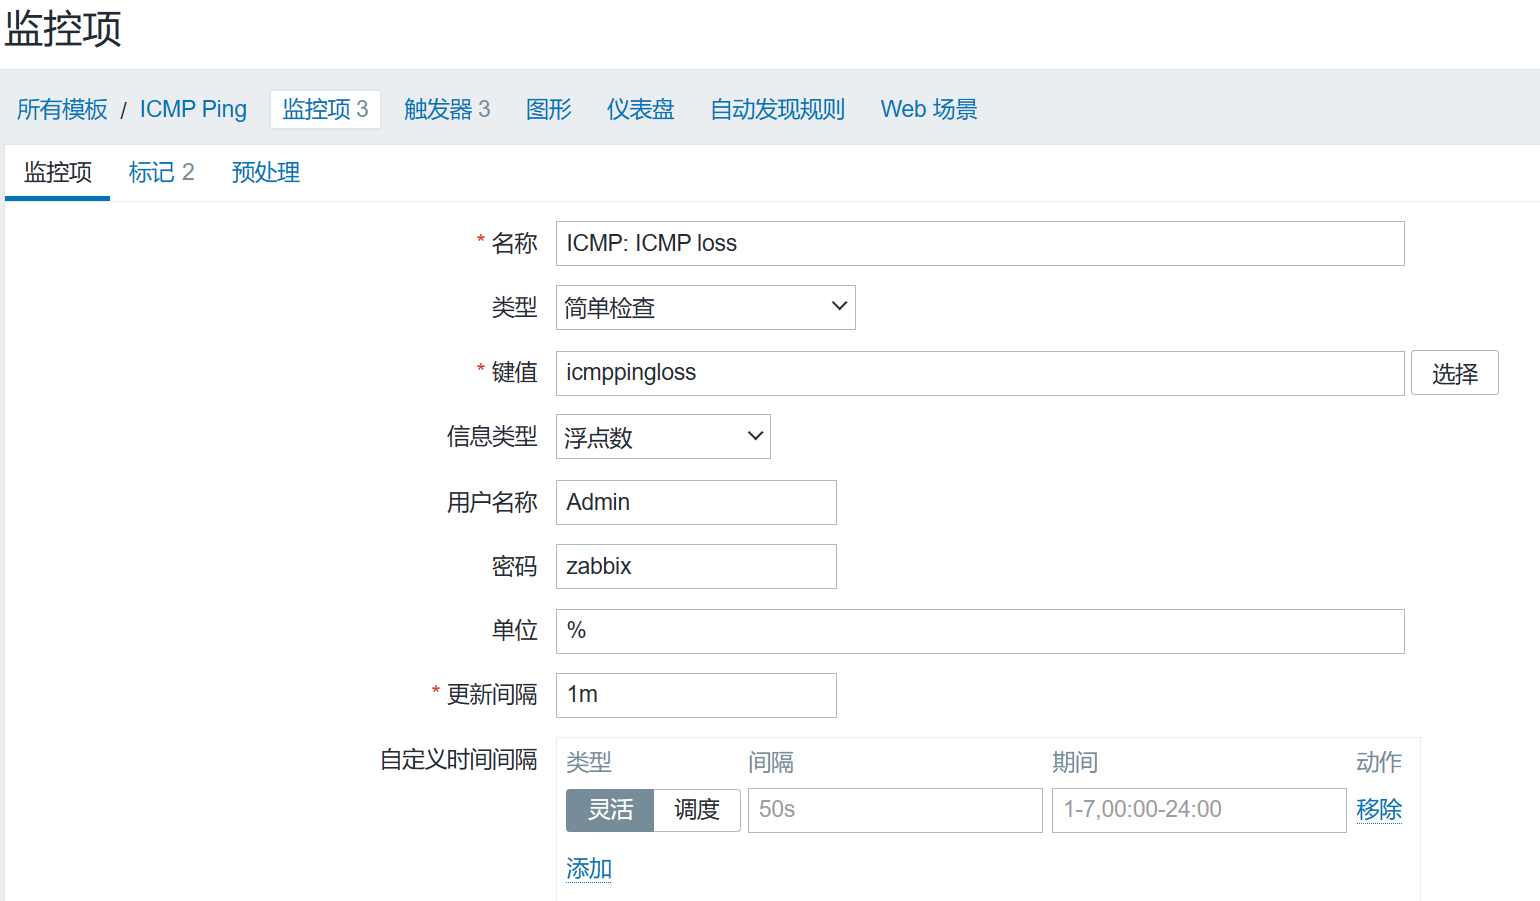 监控项
所有模板 / ICMP Ping 监控项 3 触发器 3 图形 仪表盘 自动发现规则 Web 场景
监控项 标记 2 预处理
* 名称 ICMP: ICMP loss
类型 简单检查
* 键值 icmppingloss 选择
信息类型 浮点数
用户名称 Admin
密码 zabbix
单位 %
* 更新间隔 1m
自定义时间间隔 类型 间隔 期间 动作
灵活 调度 50s 1-7,00:00-24:00 移除
添加